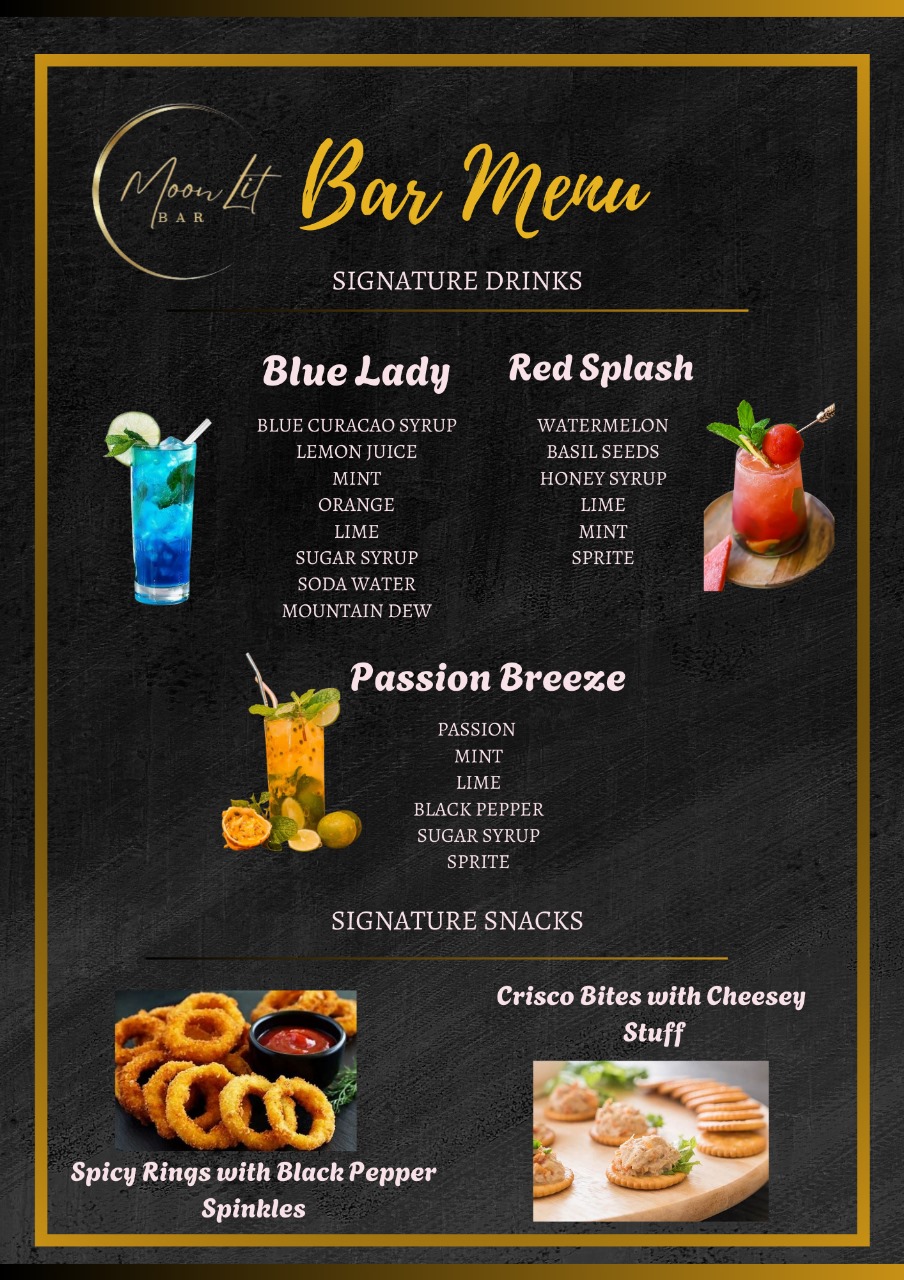 Moon Lit
BAR
Bar Menu
SIGNATURE DRINKS
Blue Lady
BLUE CURACAO SYRUP
LEMON JUICE
MINT
ORANGE
LIME
SUGAR SYRUP
SODA WATER
MOUNTAIN DEW
Red Splash
WATERMELON
BASIL SEEDS
HONEY SYRUP
LIME
MINT
SPRITE
Passion Breeze
PASSION
MINT
LIME
BLACK PEPPER
SUGAR SYRUP
SPRITE
SIGNATURE SNACKS
Spicy Rings with Black Pepper
Spinkles
Crisco Bites with Cheesey
Stuff